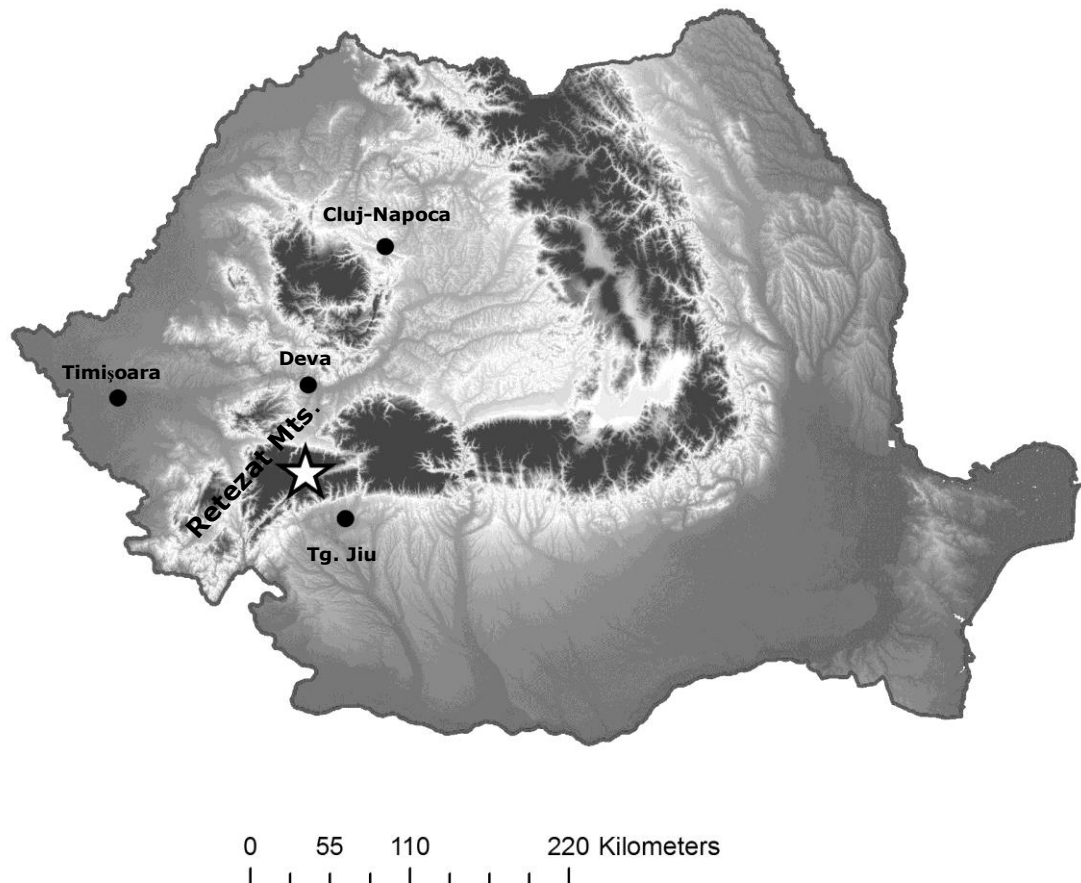 Cluj-Napoca
Deva
Timişoara
Retezat Mts.
Tg. Jiu
0 55 110 220 Kilometers